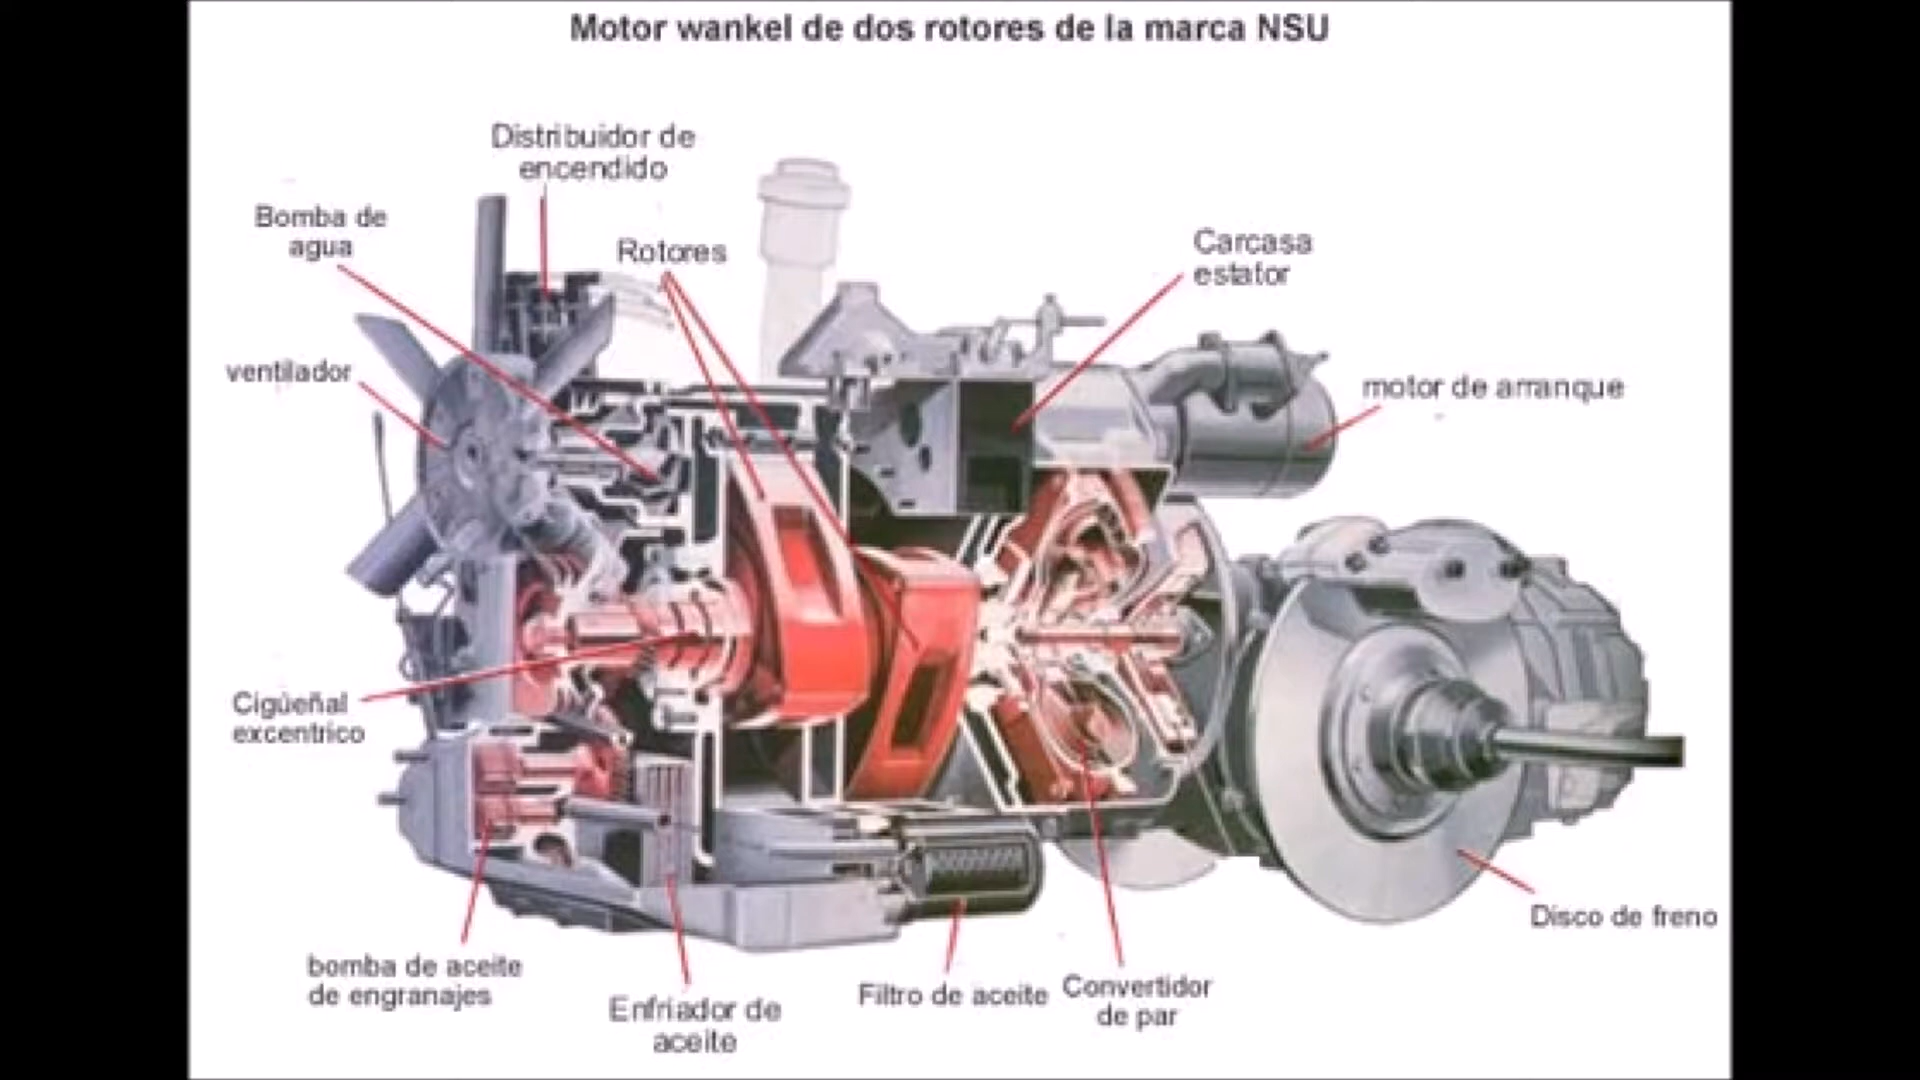 Motor wankel de dos rotores de la marca NSU
Distribuidor de
encendido
Bomba de
agua
Rotores
Carcasa
estator
ventilador
motor de arranque
Cigüeñal
excentrico
Disco de freno
bomba de aceite
de engranajes
Enfriador de
aceite
Filtro de aceite
Convertidor
de par